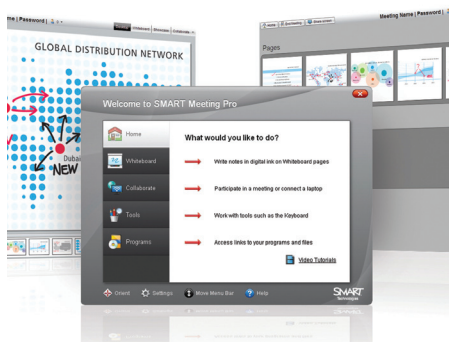 me | Password |
Meeting Name | Password |
Pages
GLOBAL DISTRIBUTION NETWORK
Dubai
NEW
Welcome to SMART Meeting Pro
Home
Whiteboard
Collaborate
Tools
Programs
What would you like to do?
Write notes in digital ink on Whiteboard pages
Participate in a meeting or connect a laptop
Work with tools such as the Keyboard
Access links to your programs and files
Video Tutorials
Orient
Settings
Move Menu Bar
Help
SMART
Technologies